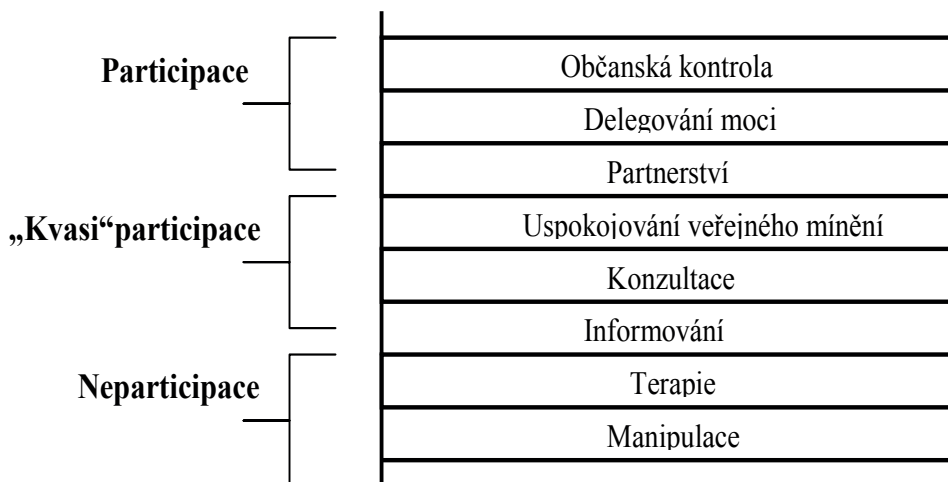 Participace
Občanská kontrola
Delegování moci
Partnerství
„Kvasi“participace
Uspokojování veřejného mínění
Konzultace
Informování
Neparticipace
Terapie
Manipulace